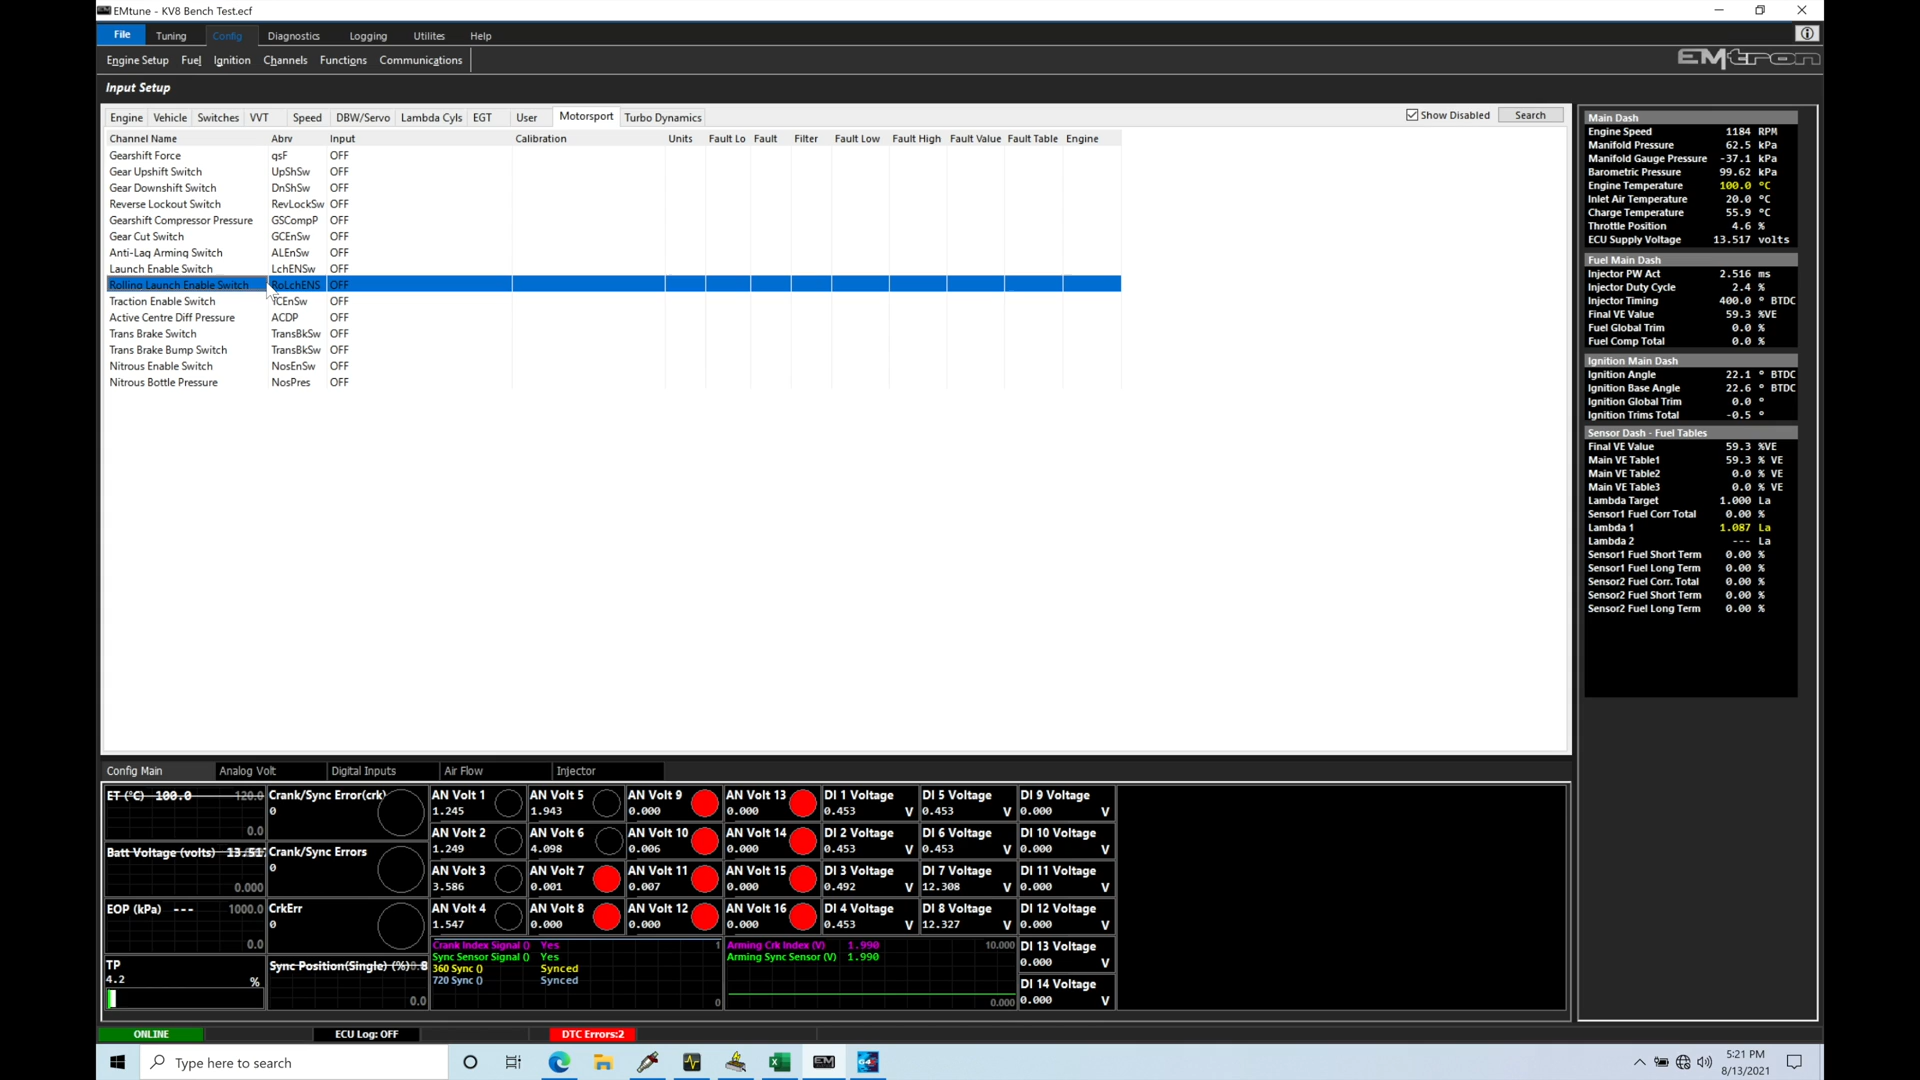 EMtune - KV8 Bench Test.ecf
File Tuning Config Diagnostics Logging Utilites Help
Engine Setup Fuel Ignition Channels Functions Communications
EMtron
Input Setup
Engine Vehicle Switches VVT Speed DBW/Servo Lambda Cyls EGT User Motorsport Turbo Dynamics
Show Disabled Search
Channel Name Abrv Input Calibration Units Fault Lo Fault Filter Fault Low Fault High Fault Value Fault Table Engine
Gearshift Force gsF OFF
Gear Upshift Switch UpShSw OFF
Gear Downshift Switch DnShSw OFF
Reverse Lockout Switch RevLockSw OFF
Gearshift Compressor Pressure GSCompP OFF
Gear Cut Switch GCEnSw OFF
Anti-Lag Arming Switch ALEnSw OFF
Launch Enable Switch LchENSw OFF
Rolling Launch Enable Switch RoLchENS OFF
Traction Enable Switch TCEnSw OFF
Active Centre Diff Pressure ACDP OFF
Trans Brake Switch TransBkSw OFF
Trans Brake Bump Switch TransBkSw OFF
Nitrous Enable Switch NosEnSw OFF
Nitrous Bottle Pressure NosPres OFF
Main Dash
Engine Speed 1184 RPM
Manifold Pressure 62.5 kPa
Manifold Gauge Pressure -37.1 kPa
Barometric Pressure 99.62 kPa
Engine Temperature 100.0 °C
Inlet Air Temperature 20.0 °C
Charge Temperature 55.9 °C
Throttle Position 4.6 %
ECU Supply Voltage 13.517 volts
Fuel Main Dash
Injector PW Act 2.516 ms
Injector Duty Cycle 2.4 %
Injector Timing 400.0 ° BTDC
Final VE Value 59.3 %VE
Fuel Global Trim 0.0 %
Fuel Comp Total 0.0 %
Ignition Main Dash
Ignition Angle 22.1 ° BTDC
Ignition Base Angle 22.6 ° BTDC
Ignition Global Trim 0.0 °
Ignition Trims Total -0.5 °
Sensor Dash - Fuel Tables
Final VE Value 59.3 %VE
Main VE Table1 59.3 % VE
Main VE Table2 0.0 % VE
Main VE Table3 0.0 % VE
Lambda Target 1.000 La
Sensor1 Fuel Corr Total 0.00 %
Lambda 1 1.087 La
Lambda 2 --- La
Sensor1 Fuel Short Term 0.00 %
Sensor1 Fuel Long Term 0.00 %
Sensor2 Fuel Corr. Total 0.00 %
Sensor2 Fuel Short Term 0.00 %
Sensor2 Fuel Long Term 0.00 %
Config Main Analog Volt Digital Inputs Air Flow Injector
ET (°C) 100.0 120.0
0.0
Batt Voltage (volts) 13.517
0.000
EOP (kPa) --- 1000.0
0.0
TP
4.2 %
Crank/Sync Error(crk)
0
Crank/Sync Errors
0
CrkErr
0
Sync Position(Single) (%)
0.0
AN Volt 1
1.245
AN Volt 2
1.249
AN Volt 3
3.586
AN Volt 4
1.547
AN Volt 5
1.943
AN Volt 6
4.098
AN Volt 7
0.001
AN Volt 8
0.000
AN Volt 9
0.000
AN Volt 10
0.006
AN Volt 11
0.007
AN Volt 12
0.000
AN Volt 13
0.000
AN Volt 14
0.000
AN Volt 15
0.000
AN Volt 16
0.000
DI 1 Voltage
0.453 V
DI 2 Voltage
0.453 V
DI 3 Voltage
0.492 V
DI 4 Voltage
0.453 V
DI 5 Voltage
0.453 V
DI 6 Voltage
0.453 V
DI 7 Voltage
12.308 V
DI 8 Voltage
12.327 V
DI 9 Voltage
0.000 V
DI 10 Voltage
0.000 V
DI 11 Voltage
0.000 V
DI 12 Voltage
0.000 V
DI 13 Voltage
0.000 V
DI 14 Voltage
0.000 V
Crank Index Signal () Yes 1
Sync Sensor Signal () Yes
360 Sync () Synced
720 Sync () Synced
0
Arming Crk Index (V) 1.990 10.000
Arming Sync Sensor (V) 1.990
0.000
ONLINE ECU Log: OFF DTC Errors:2
Type here to search
EM
G4
5:21 PM
8/13/2021